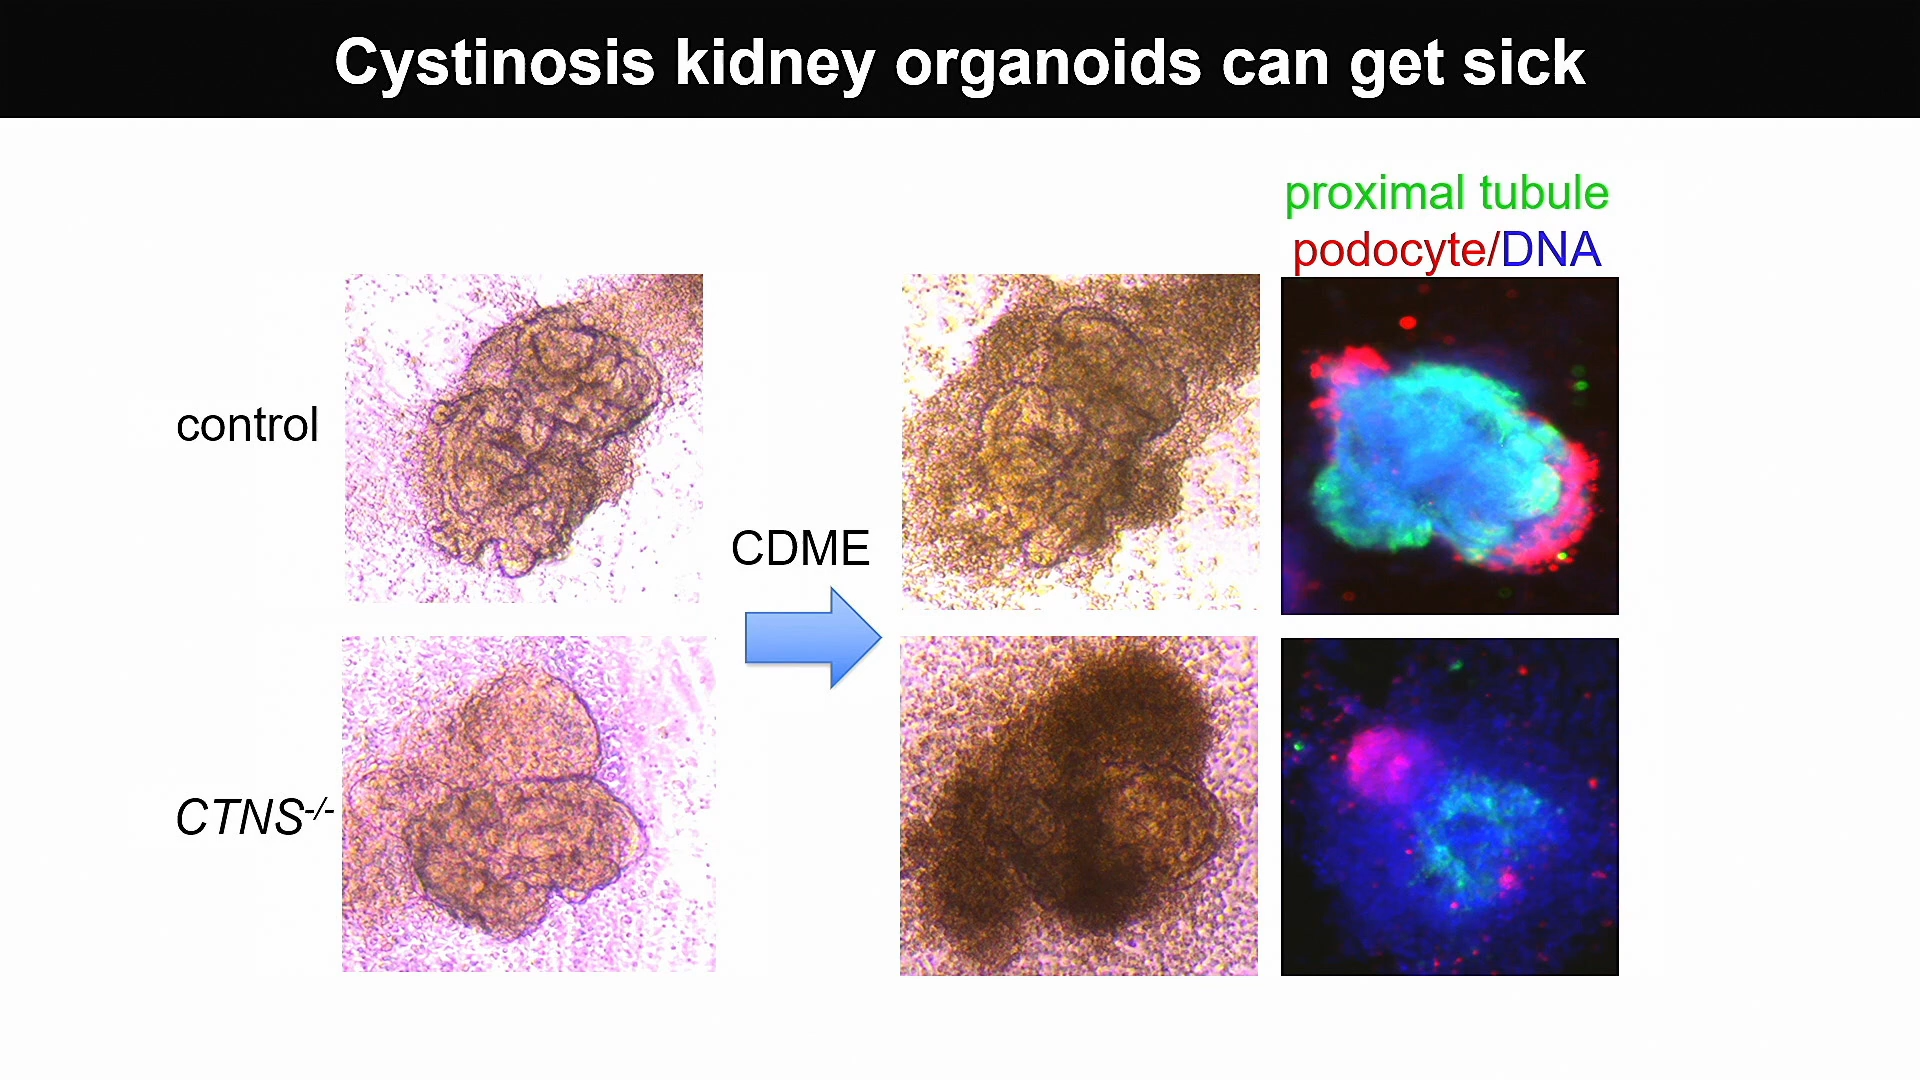 Cystinosis kidney organoids can get sick
proximal tubule
podocyte/DNA
control
CDME
CTNS-/-